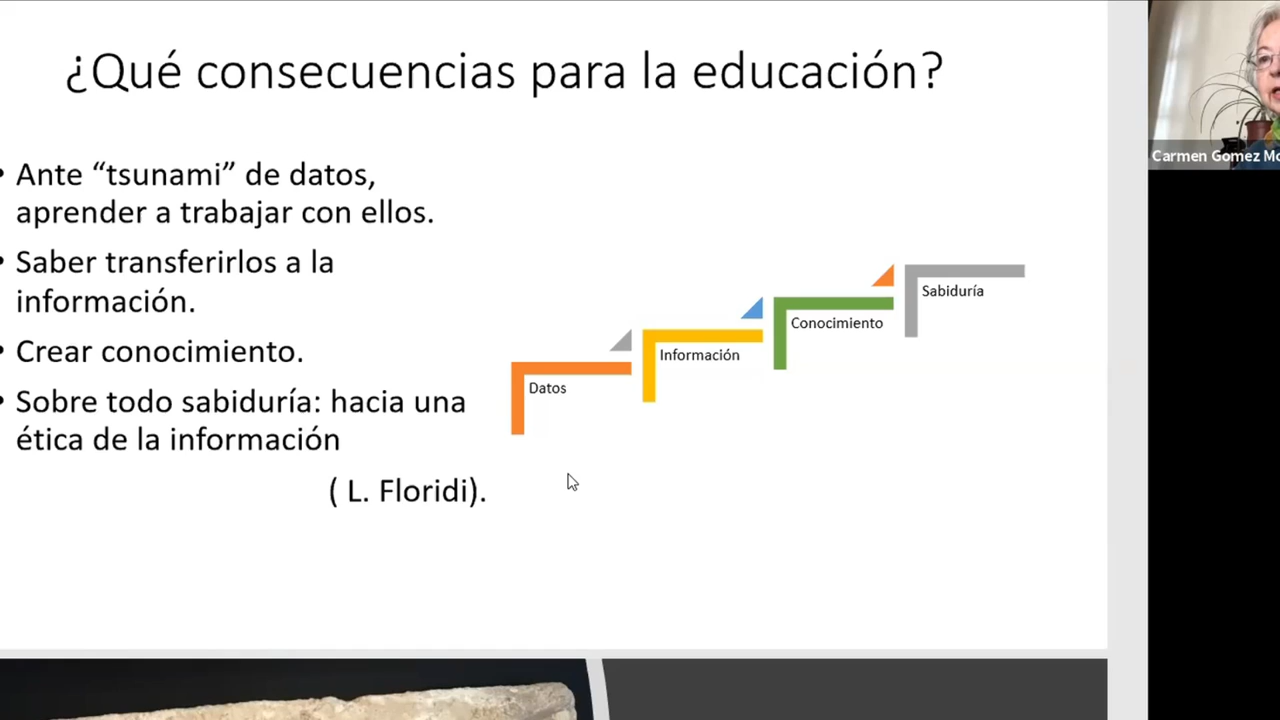 ¿Qué consecuencias para la educación?
• Ante “tsunami” de datos,
aprender a trabajar con ellos.
• Saber transferirlos a la
información.
• Crear conocimiento.
• Sobre todo sabiduría: hacia una
ética de la información
( L. Floridi).
Datos
Información
Conocimiento
Sabiduría
Carmen Gomez Mo